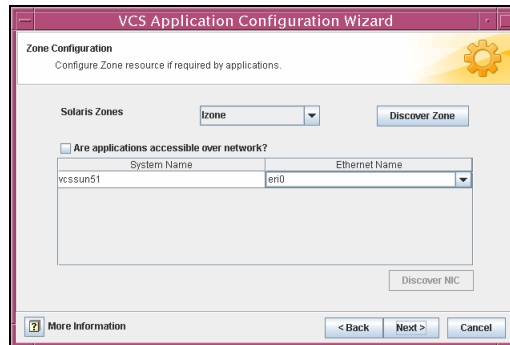 VCS Application Configuration Wizard
Zone Configuration
Configure Zone resource if required by applications.
Solaris Zones
lzone
Discover Zone
Are applications accessible over network?
System Name
Ethernet Name
vcssun51
eri0
Discover NIC
? More Information
< Back
Next >
Cancel